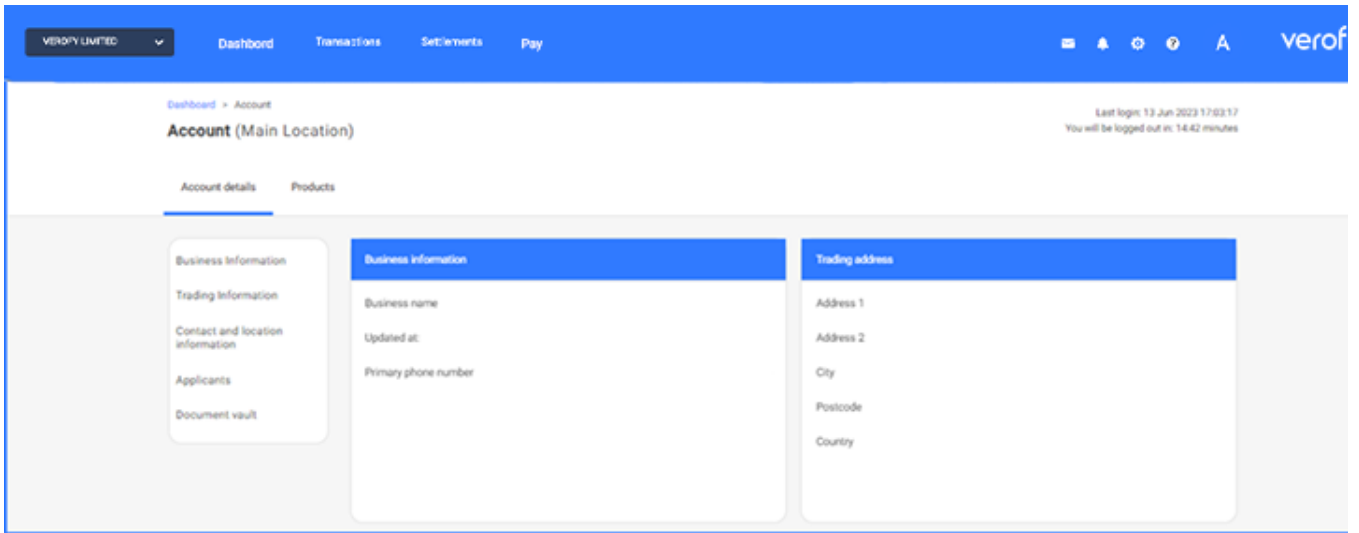 VEROFY LIMITED
Dashbord
Transactions
Settlements
Pay
A
verof
Dashboard > Account
Account (Main Location)
Last login: 13 Jun 2023 17:03:17
You will be logged out in: 14:42 minutes
Account details
Products
Business Information
Trading Information
Contact and location
information
Applicants
Document vault
Business information
Business name
Updated at:
Primary phone number
Trading address
Address 1
Address 2
City
Postcode
Country